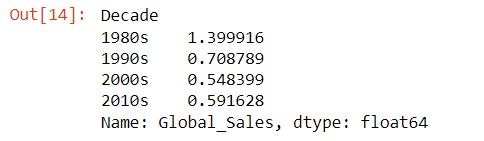 Out[14]: Decade
1980s    1.399916
1990s    0.708789
2000s    0.548399
2010s    0.591628
Name: Global_Sales, dtype: float64